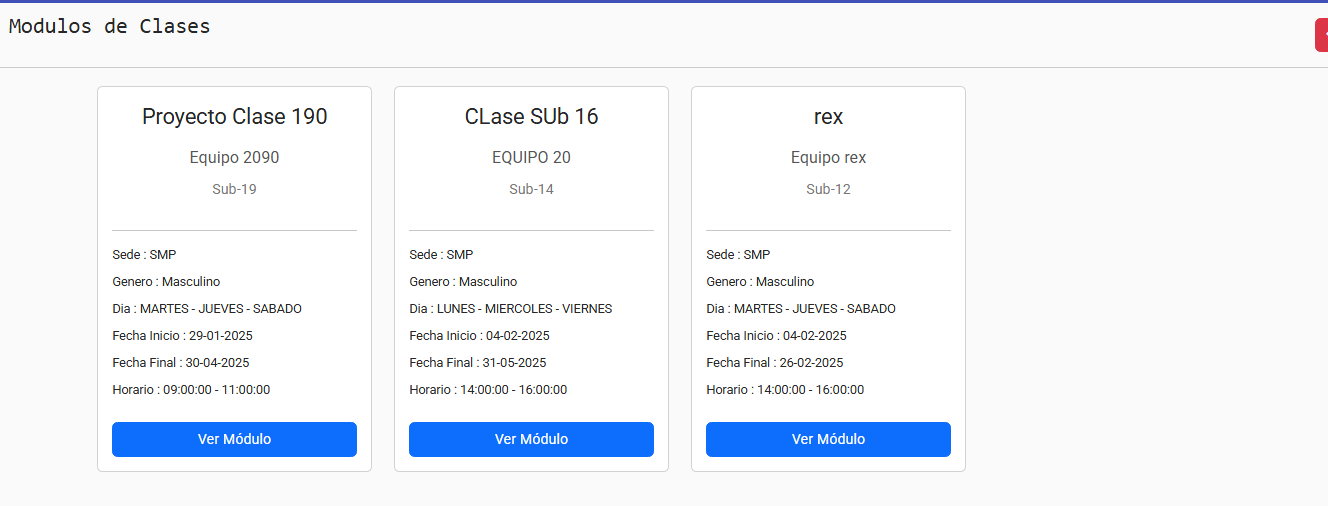 Modulos de Clases
Proyecto Clase 190
Equipo 2090
Sub-19
Sede : SMP
Genero : Masculino
Dia : MARTES - JUEVES - SABADO
Fecha Inicio : 29-01-2025
Fecha Final : 30-04-2025
Horario : 09:00:00 - 11:00:00
Ver Módulo
CLase SUb 16
EQUIPO 20
Sub-14
Sede : SMP
Genero : Masculino
Dia : LUNES - MIERCOLES - VIERNES
Fecha Inicio : 04-02-2025
Fecha Final : 31-05-2025
Horario : 14:00:00 - 16:00:00
Ver Módulo
rex
Equipo rex
Sub-12
Sede : SMP
Genero : Masculino
Dia : MARTES - JUEVES - SABADO
Fecha Inicio : 04-02-2025
Fecha Final : 26-02-2025
Horario : 14:00:00 - 16:00:00
Ver Módulo